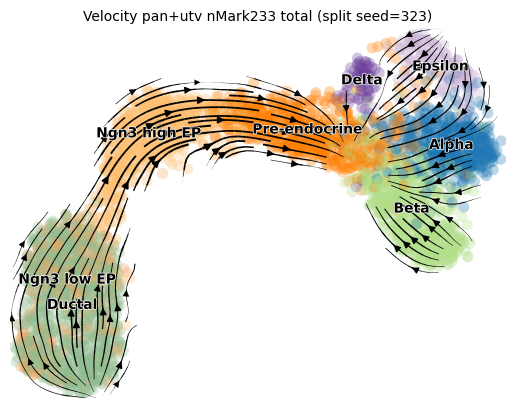 Velocity pan+utv nMark233 total (split seed=323)
Epsilon
Delta
Ngn3 high EP
Pre-endocrine
Alpha
Beta
Ngn3 low EP
Ductal